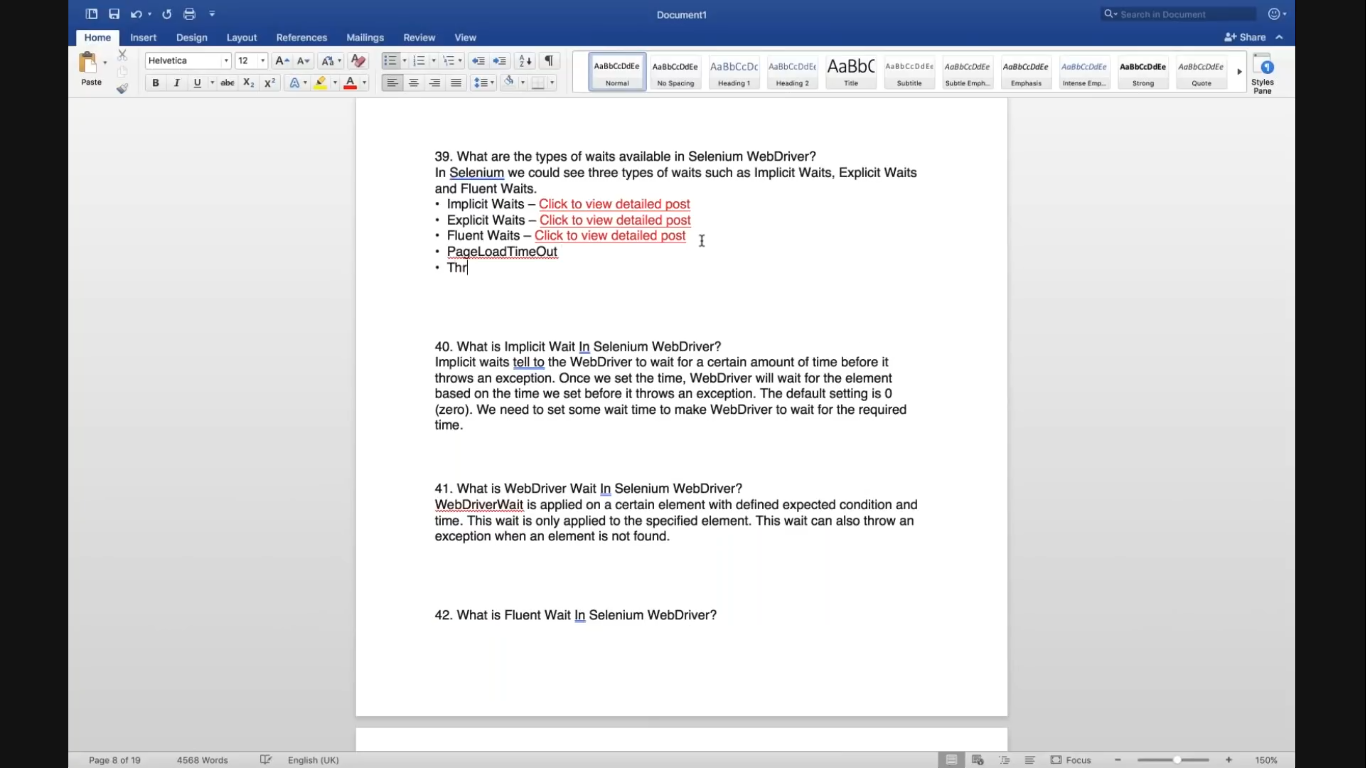 Document1
Search in Document
Home Insert Design Layout References Mailings Review View
Share
Paste
Helvetica 12
B I U abc X₂ X² A A
AaBbCcDdEe AaBbCcDdEe AaBbCcDc AaBbCcDdE AaBbC AaBbCcDdEe AaBbCcDdEe AaBbCcDdEe AaBbCcDdEe AaBbCcDdEe AaBbCcDdEe
Normal No Spacing Heading 1 Heading 2 Title Subtitle Subtle Emph... Emphasis Intense Emp... Strong Quote
Styles
Pane
39. What are the types of waits available in Selenium WebDriver?
In Selenium we could see three types of waits such as Implicit Waits, Explicit Waits
and Fluent Waits.
• Implicit Waits – Click to view detailed post
• Explicit Waits – Click to view detailed post
• Fluent Waits – Click to view detailed post
• PageLoadTimeOut
• Thr
40. What is Implicit Wait In Selenium WebDriver?
Implicit waits tell to the WebDriver to wait for a certain amount of time before it
throws an exception. Once we set the time, WebDriver will wait for the element
based on the time we set before it throws an exception. The default setting is 0
(zero). We need to set some wait time to make WebDriver to wait for the required
time.
41. What is WebDriver Wait In Selenium WebDriver?
WebDriverWait is applied on a certain element with defined expected condition and
time. This wait is only applied to the specified element. This wait can also throw an
exception when an element is not found.
42. What is Fluent Wait In Selenium WebDriver?
Page 8 of 19 4568 Words English (UK) Focus 150%